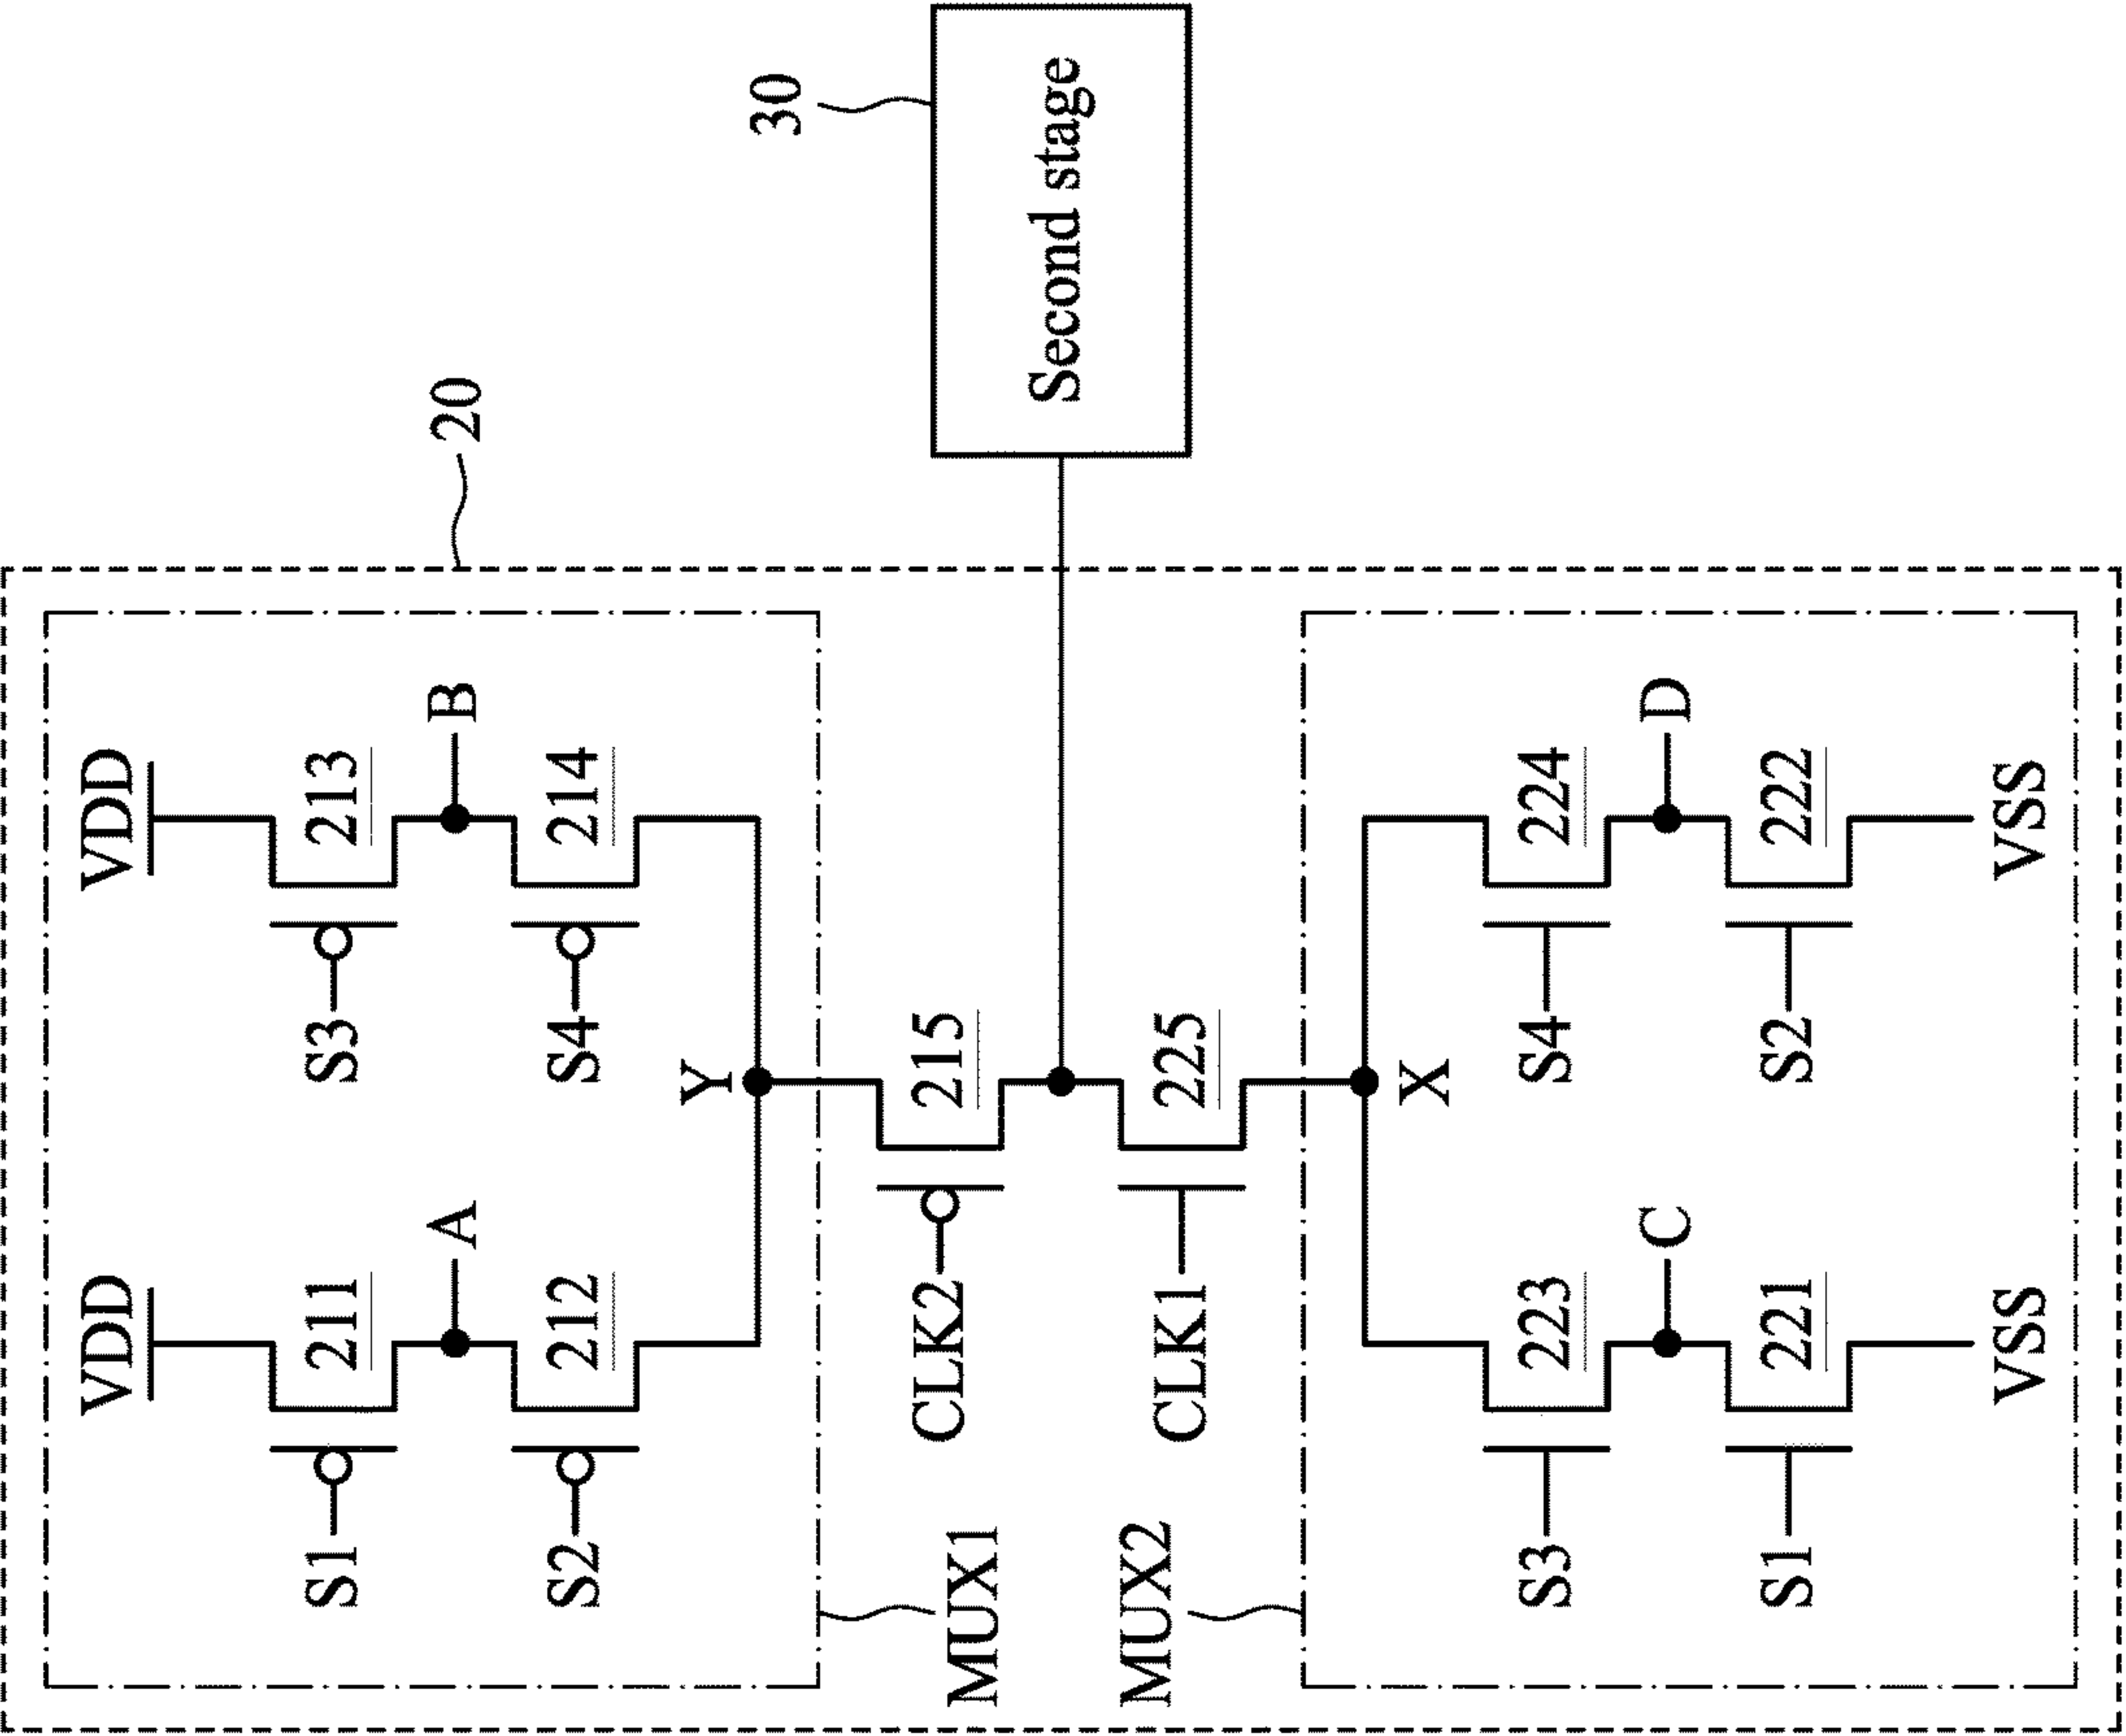 VDD
VDD
S1
211
S3
213
A
B
S2
212
S4
214
Y
20
30
CLK2
215
MUX1
Second stage
CLK1
225
MUX2
X
S3
223
S4
224
C
D
S1
221
S2
222
VSS
VSS